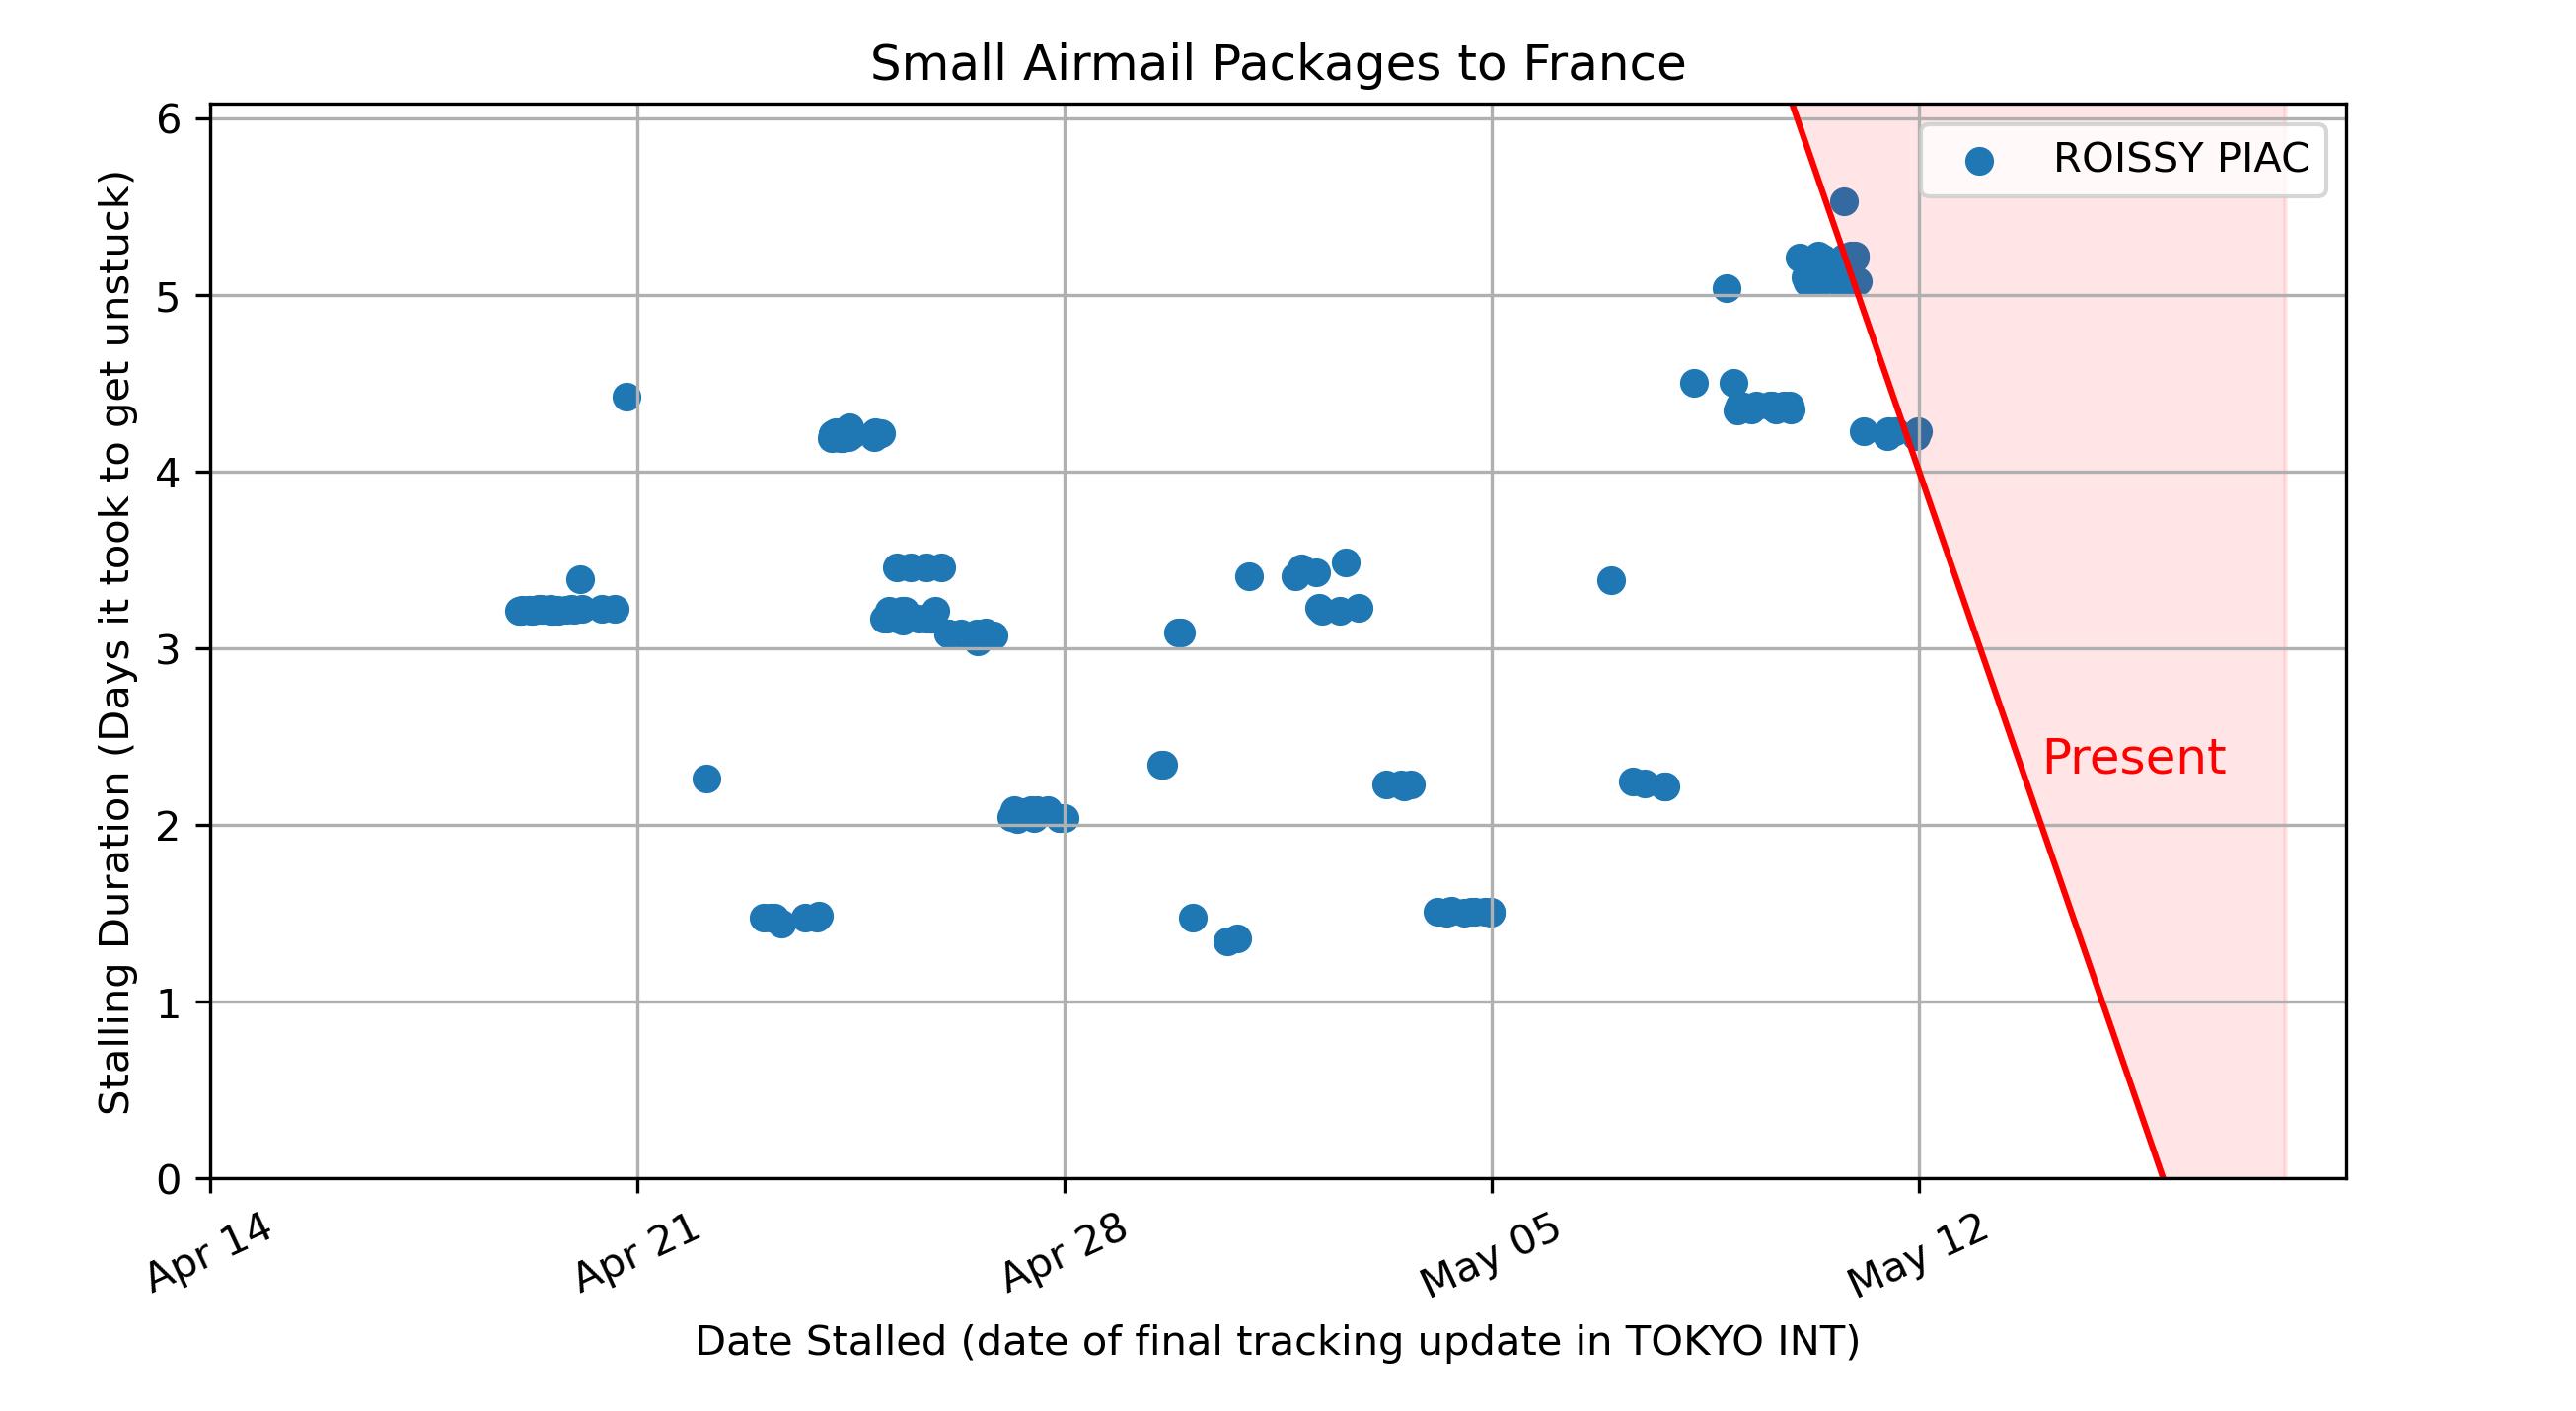 Small Airmail Packages to France
ROISSY PIAC
Present
Stalling Duration (Days it took to get unstuck)
6
5
4
3
2
1
0
Apr 14
Apr 21
Apr 28
May 05
May 12
Date Stalled (date of final tracking update in TOKYO INT)